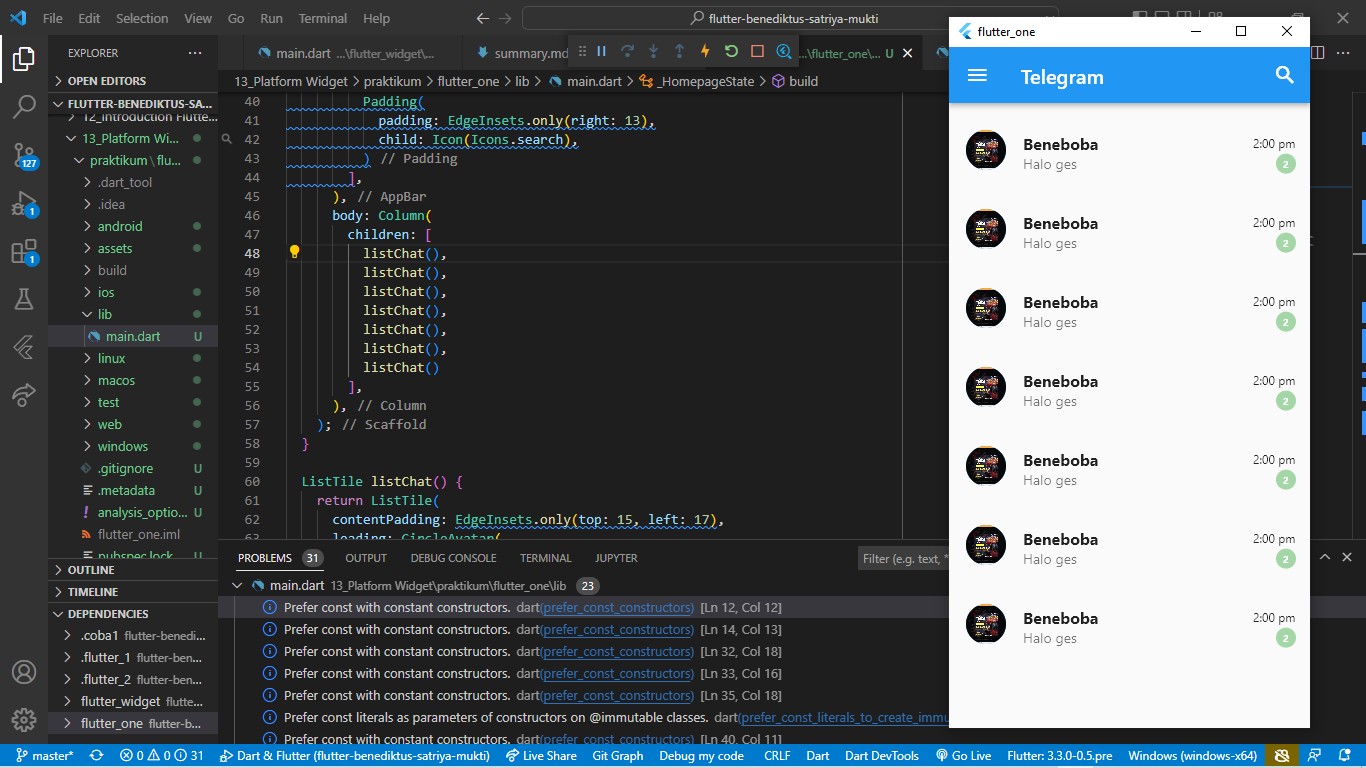 File Edit Selection View Go Run Terminal Help
flutter-benediktus-satriya-mukti
EXPLORER
OPEN EDITORS
FLUTTER-BENEDIKTUS-SA...
12_Introduction Flutter...
13_Platform Wi...
praktikum \ flu...
.dart_tool
.idea
android
assets
build
ios
lib
main.dart U
linux
macos
test
web
windows
.gitignore U
.metadata U
analysis_optio... U
flutter_one.iml
pubspec.lock
OUTLINE
TIMELINE
DEPENDENCIES
.coba1 flutter-benedi...
.flutter_1 flutter-ben...
.flutter_2 flutter-ben...
flutter_widget flutte...
flutter_one flutter-b...
127
1
1
main.dart ...\flutter_widget\...
summary.md
...\flutter_one\... U
13_Platform Widget > praktikum > flutter_one > lib > main.dart > _HomepageState > build
40 Padding(
41 padding: EdgeInsets.only(right: 13),
42 child: Icon(Icons.search),
43 ) // Padding
44 ],
45 ), // AppBar
46 body: Column(
47 children: [
48 listChat(),
49 listChat(),
50 listChat(),
51 listChat(),
52 listChat(),
53 listChat(),
54 listChat()
55 ],
56 ), // Column
57 ); // Scaffold
58 }
59
60 ListTile listChat() {
61 return ListTile(
62 contentPadding: EdgeInsets.only(top: 15, left: 17),
63 leading: CircleAvatar(
PROBLEMS 31 OUTPUT DEBUG CONSOLE TERMINAL JUPYTER
Filter (e.g. text, *
main.dart 13_Platform Widget\praktikum\flutter_one\lib 23
Prefer const with constant constructors. dart(prefer_const_constructors) [Ln 12, Col 12]
Prefer const with constant constructors. dart(prefer_const_constructors) [Ln 14, Col 13]
Prefer const with constant constructors. dart(prefer_const_constructors) [Ln 32, Col 18]
Prefer const with constant constructors. dart(prefer_const_constructors) [Ln 33, Col 16]
Prefer const with constant constructors. dart(prefer_const_constructors) [Ln 35, Col 18]
Prefer const literals as parameters of constructors on @immutable classes. dart(prefer_const_literals_to_create_immu
Prefer const with constant constructors. dart(prefer_const_constructors) [Ln 40, Col 11]
flutter_one
Telegram
Beneboba 2:00 pm
Halo ges 2
Beneboba 2:00 pm
Halo ges 2
Beneboba 2:00 pm
Halo ges 2
Beneboba 2:00 pm
Halo ges 2
Beneboba 2:00 pm
Halo ges 2
Beneboba 2:00 pm
Halo ges 2
Beneboba 2:00 pm
Halo ges 2
master* 0 0 31 Dart & Flutter (flutter-benediktus-satriya-mukti) Live Share Git Graph Debug my code CRLF Dart Dart DevTools Go Live Flutter: 3.3.0-0.5.pre Windows (windows-x64)